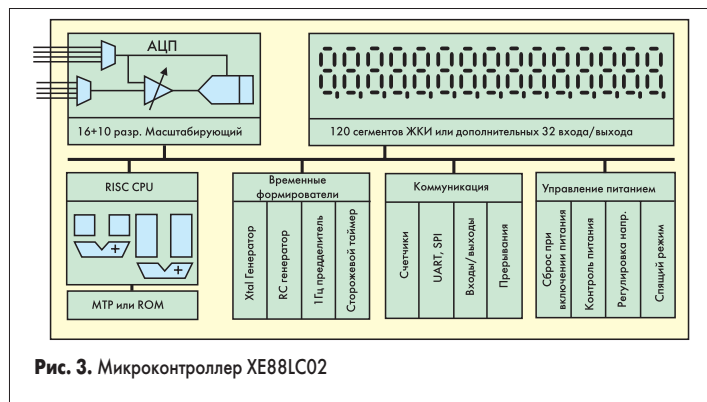 АЦП
16+10 разр. Масштабирующий
120 сегментов ЖКИ или дополнительных 32 входа/выхода
RISC CPU
+
+
МТР или ROM
Временные
формирователи
Xtal Генератор
RC генератор
1Гц предделитель
Сторожевой таймер
Коммуникация
Счетчики
UART, SPI
Входы/выходы
Прерывания
Управление питанием
Сброс при
включении питания
Контроль питания
Регулировка напр.
Спящий режим
Рис. 3. Микроконтроллер XE88LC02